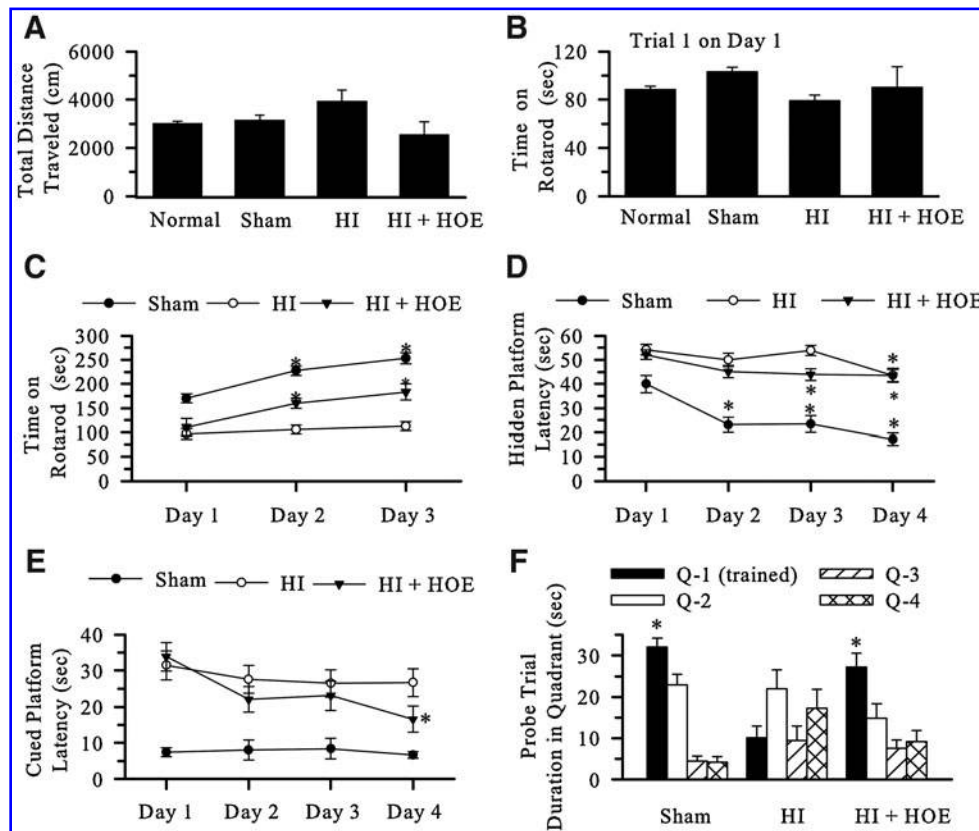 A
Total Distance
Traveled (cm)
6000
4000
2000
0
Normal Sham HI HI + HOE
B
Trial 1 on Day 1
Time on
Rotarod (sec)
120
80
40
0
Normal Sham HI HI + HOE
C
Sham HI HI + HOE
Time on
Rotarod (sec)
300
250
200
150
100
50
0
* *
* *
Day 1 Day 2 Day 3
D
Sham HI HI + HOE
Hidden Platform
Latency (sec)
60
50
40
30
20
10
0
*
* *
* * *
Day 1 Day 2 Day 3 Day 4
E
Sham HI HI + HOE
Cued Platform
Latency (sec)
40
30
20
10
0
*
Day 1 Day 2 Day 3 Day 4
F
Q-1 (trained) Q-3
Q-2 Q-4
Probe Trial
Duration in Quadrant (sec)
30
20
10
0
* *
Sham HI HI + HOE